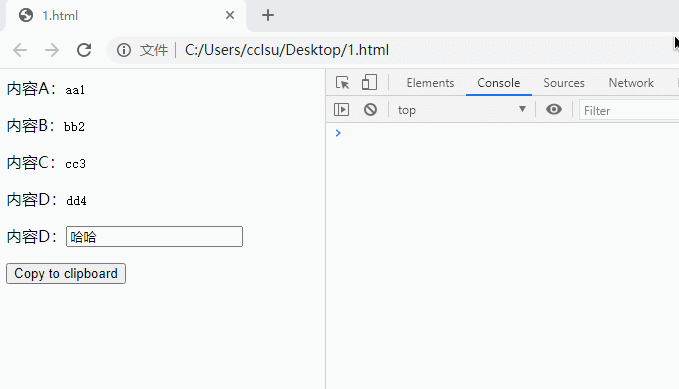 1.html
文件 C:/Users/cclsu/Desktop/1.html
Elements Console Sources Network
top Filter
内容A：aa1
内容B：bb2
内容C：cc3
内容D：dd4
内容D：哈哈
Copy to clipboard